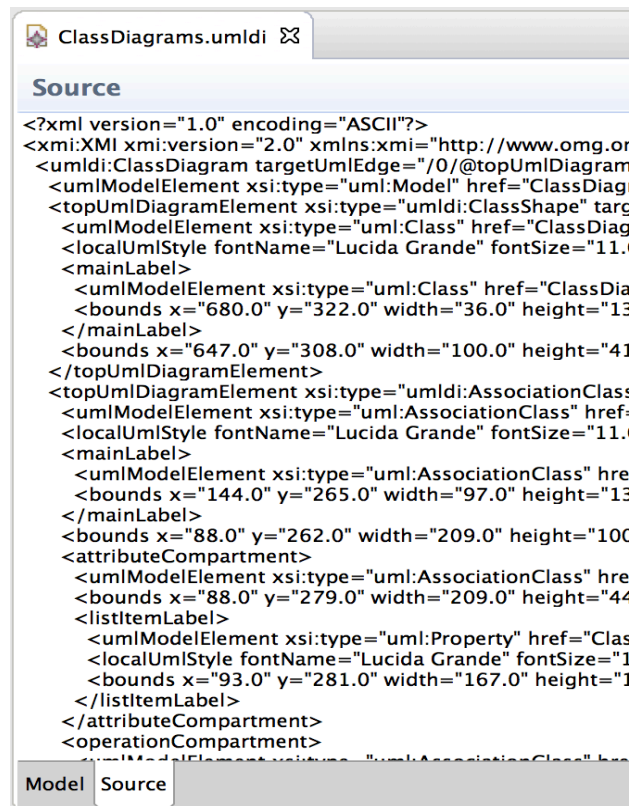 ClassDiagrams.umldi
Source
<?xml version="1.0" encoding="ASCII"?>
<xmi:XMI xmi:version="2.0" xmlns:xmi="http://www.omg.or
<umldi:ClassDiagram targetUmlEdge="/0/@topUmlDiagram
<umlModelElement xsi:type="uml:Model" href="ClassDiagr
<topUmlDiagramElement xsi:type="umldi:ClassShape" targ
<umlModelElement xsi:type="uml:Class" href="ClassDiag
<localUmlStyle fontName="Lucida Grande" fontSize="11.
<mainLabel>
<umlModelElement xsi:type="uml:Class" href="ClassDia
<bounds x="680.0" y="322.0" width="36.0" height="13
</mainLabel>
<bounds x="647.0" y="308.0" width="100.0" height="41
</topUmlDiagramElement>
<topUmlDiagramElement xsi:type="umldi:AssociationClass
<umlModelElement xsi:type="uml:AssociationClass" href=
<localUmlStyle fontName="Lucida Grande" fontSize="11.
<mainLabel>
<umlModelElement xsi:type="uml:AssociationClass" hre
<bounds x="144.0" y="265.0" width="97.0" height="13
</mainLabel>
<bounds x="88.0" y="262.0" width="209.0" height="100
<attributeCompartment>
<umlModelElement xsi:type="uml:AssociationClass" hre
<bounds x="88.0" y="279.0" width="209.0" height="44
<listItemLabel>
<umlModelElement xsi:type="uml:Property" href="Clas
<localUmlStyle fontName="Lucida Grande" fontSize="1
<bounds x="93.0" y="281.0" width="167.0" height="1
</listItemLabel>
</attributeCompartment>
<operationCompartment>
<umlModelElement xsi:type="uml:AssociationClass" hre
Model Source